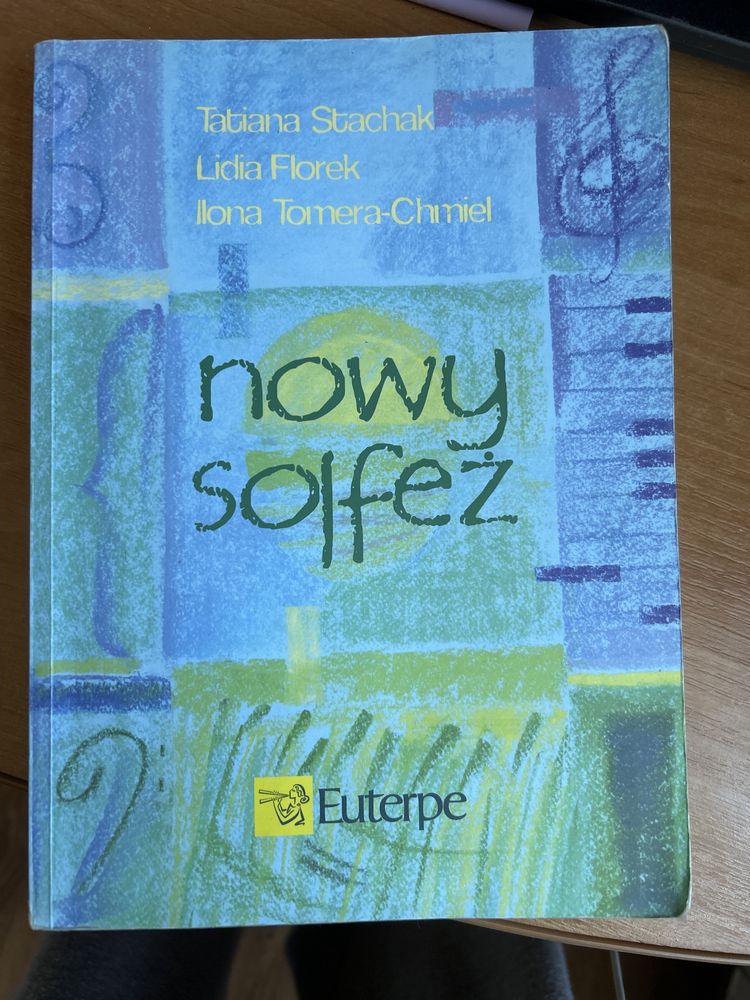 Tatiana Stachak
Lidia Florek
Ilona Tomera-Chmiel
nowy
solfeż
Euterpe